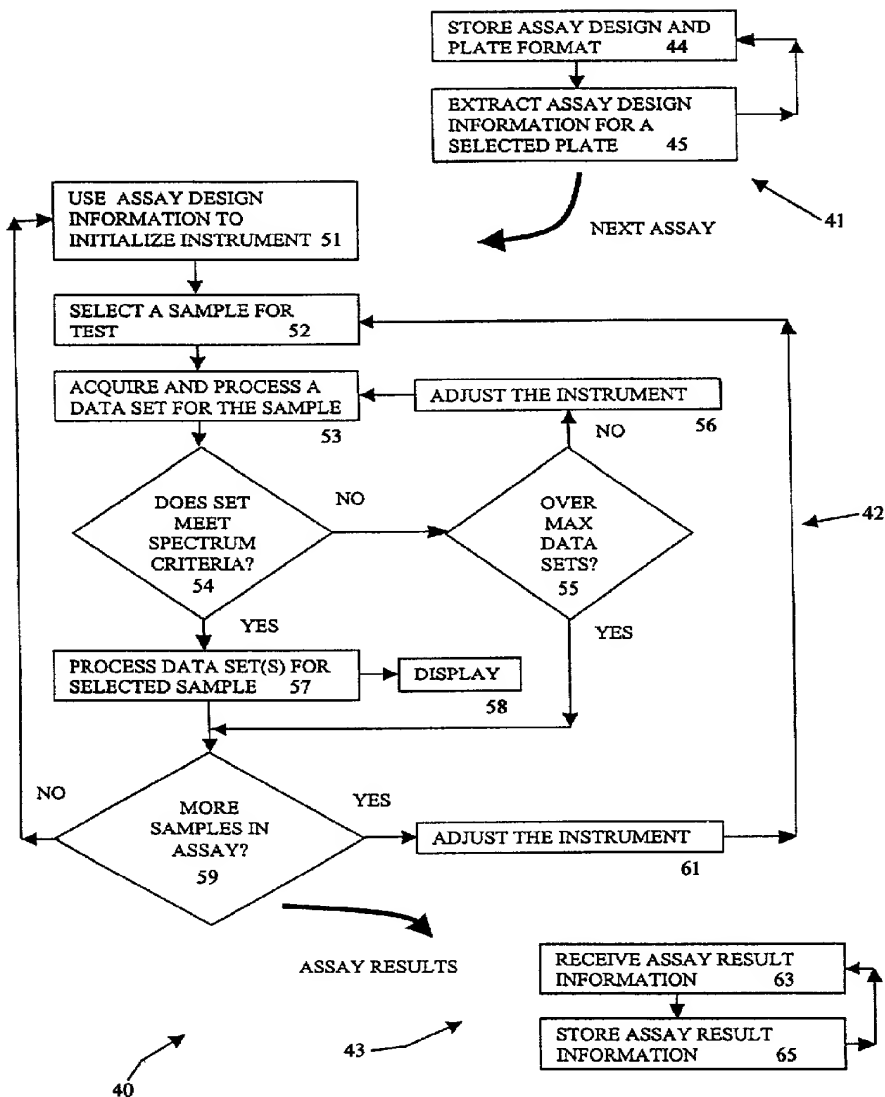 STORE ASSAY DESIGN AND
PLATE FORMAT 44
EXTRACT ASSAY DESIGN
INFORMATION FOR A
SELECTED PLATE 45
41
NEXT ASSAY
USE ASSAY DESIGN
INFORMATION TO
INITIALIZE INSTRUMENT 51
SELECT A SAMPLE FOR
TEST 52
ACQUIRE AND PROCESS A
DATA SET FOR THE SAMPLE
53
ADJUST THE INSTRUMENT
56
NO
DOES SET
MEET
SPECTRUM
CRITERIA?
54
NO
OVER
MAX
DATA
SETS?
55
42
YES
YES
PROCESS DATA SET(S) FOR
SELECTED SAMPLE 57
DISPLAY
58
NO
MORE
SAMPLES IN
ASSAY?
59
YES
ADJUST THE INSTRUMENT
61
ASSAY RESULTS
RECEIVE ASSAY RESULT
INFORMATION 63
STORE ASSAY RESULT
INFORMATION 65
43
40